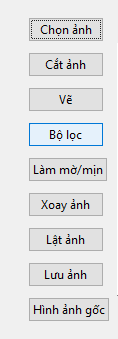 Chọn ảnh
Cắt ảnh
Vẽ
Bộ lọc
Làm mờ/mịn
Xoay ảnh
Lật ảnh
Lưu ảnh
Hình ảnh gốc